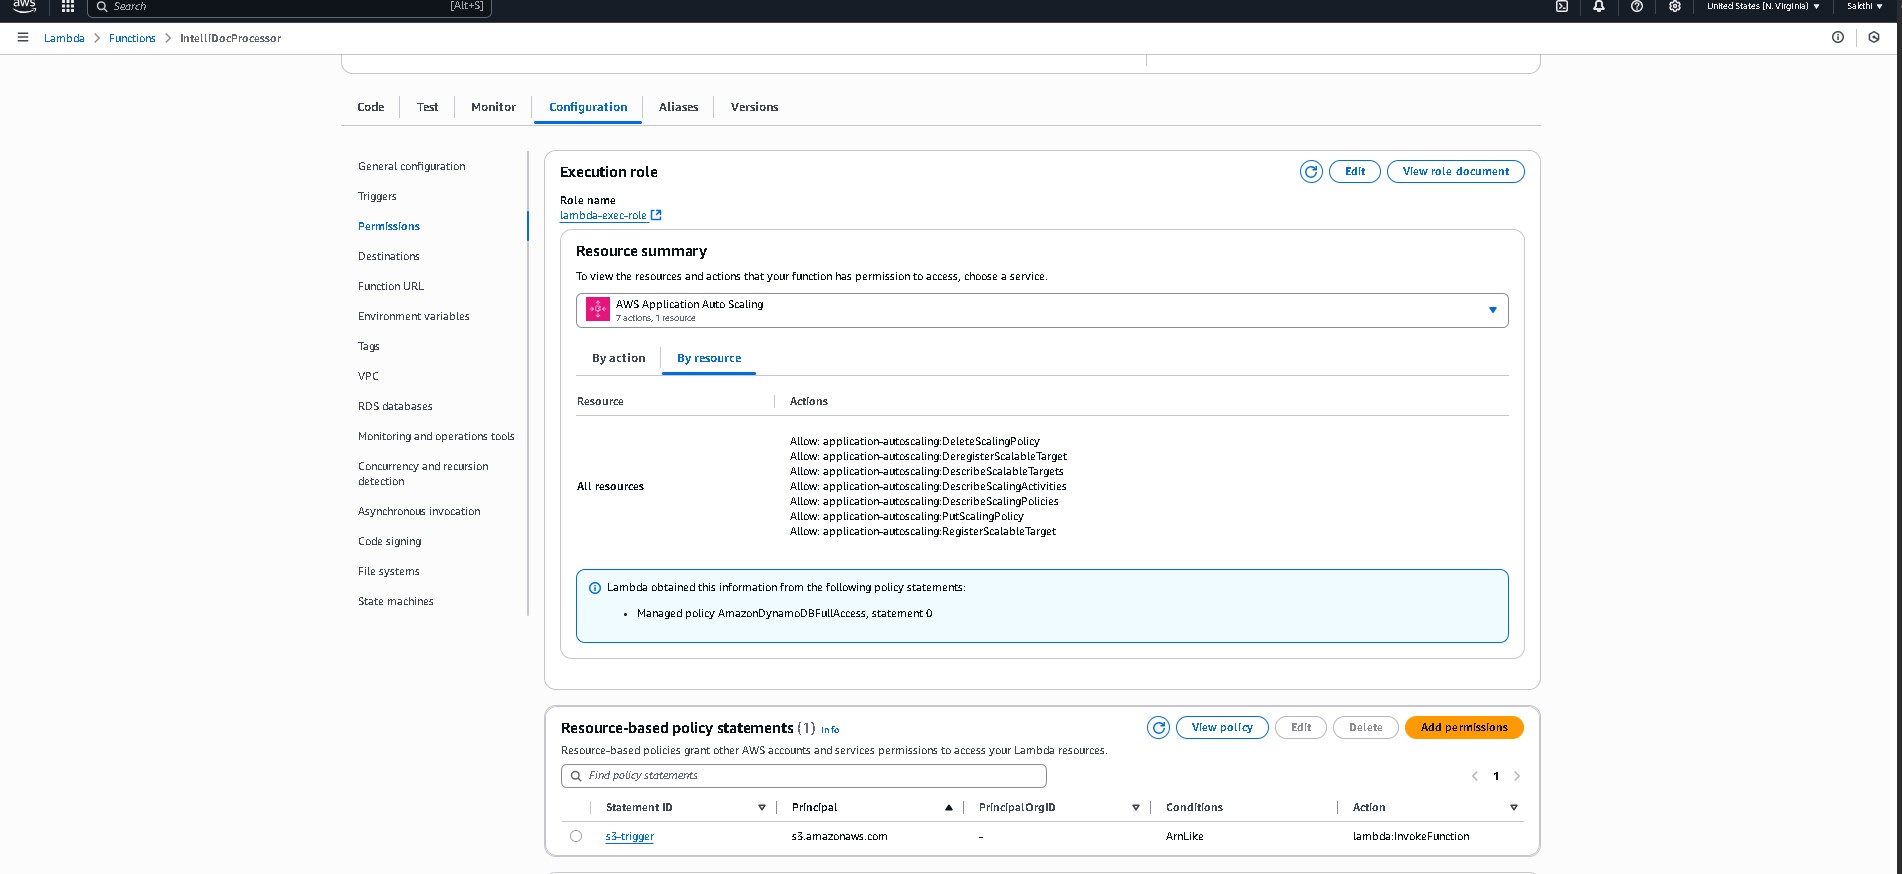 aws
Search [Alt+S] United States (N. Virginia) Sakthi
Lambda Functions IntelliDocProcessor
Code Test Monitor Configuration Aliases Versions
General configuration
Triggers
Permissions
Destinations
Function URL
Environment variables
Tags
VPC
RDS databases
Monitoring and operations tools
Concurrency and recursion
detection
Asynchronous invocation
Code signing
File systems
State machines
Execution role Edit View role document
Role name
lambda-exec-role
Resource summary
To view the resources and actions that your function has permission to access, choose a service.
AWS Application Auto Scaling
7 actions, 1 resource
By action By resource
Resource Actions
All resources
Allow: application-autoscaling:DeleteScalingPolicy
Allow: application-autoscaling:DeregisterScalableTarget
Allow: application-autoscaling:DescribeScalableTargets
Allow: application-autoscaling:DescribeScalingActivities
Allow: application-autoscaling:DescribeScalingPolicies
Allow: application-autoscaling:PutScalingPolicy
Allow: application-autoscaling:RegisterScalableTarget
Lambda obtained this information from the following policy statements:
• Managed policy AmazonDynamoDBFullAccess, statement 0
Resource-based policy statements (1) Info View policy Edit Delete Add permissions
Resource-based policies grant other AWS accounts and services permissions to access your Lambda resources.
Find policy statements 1
Statement ID Principal PrincipalOrgID Conditions Action
s3-trigger s3.amazonaws.com - ArnLike lambda:InvokeFunction